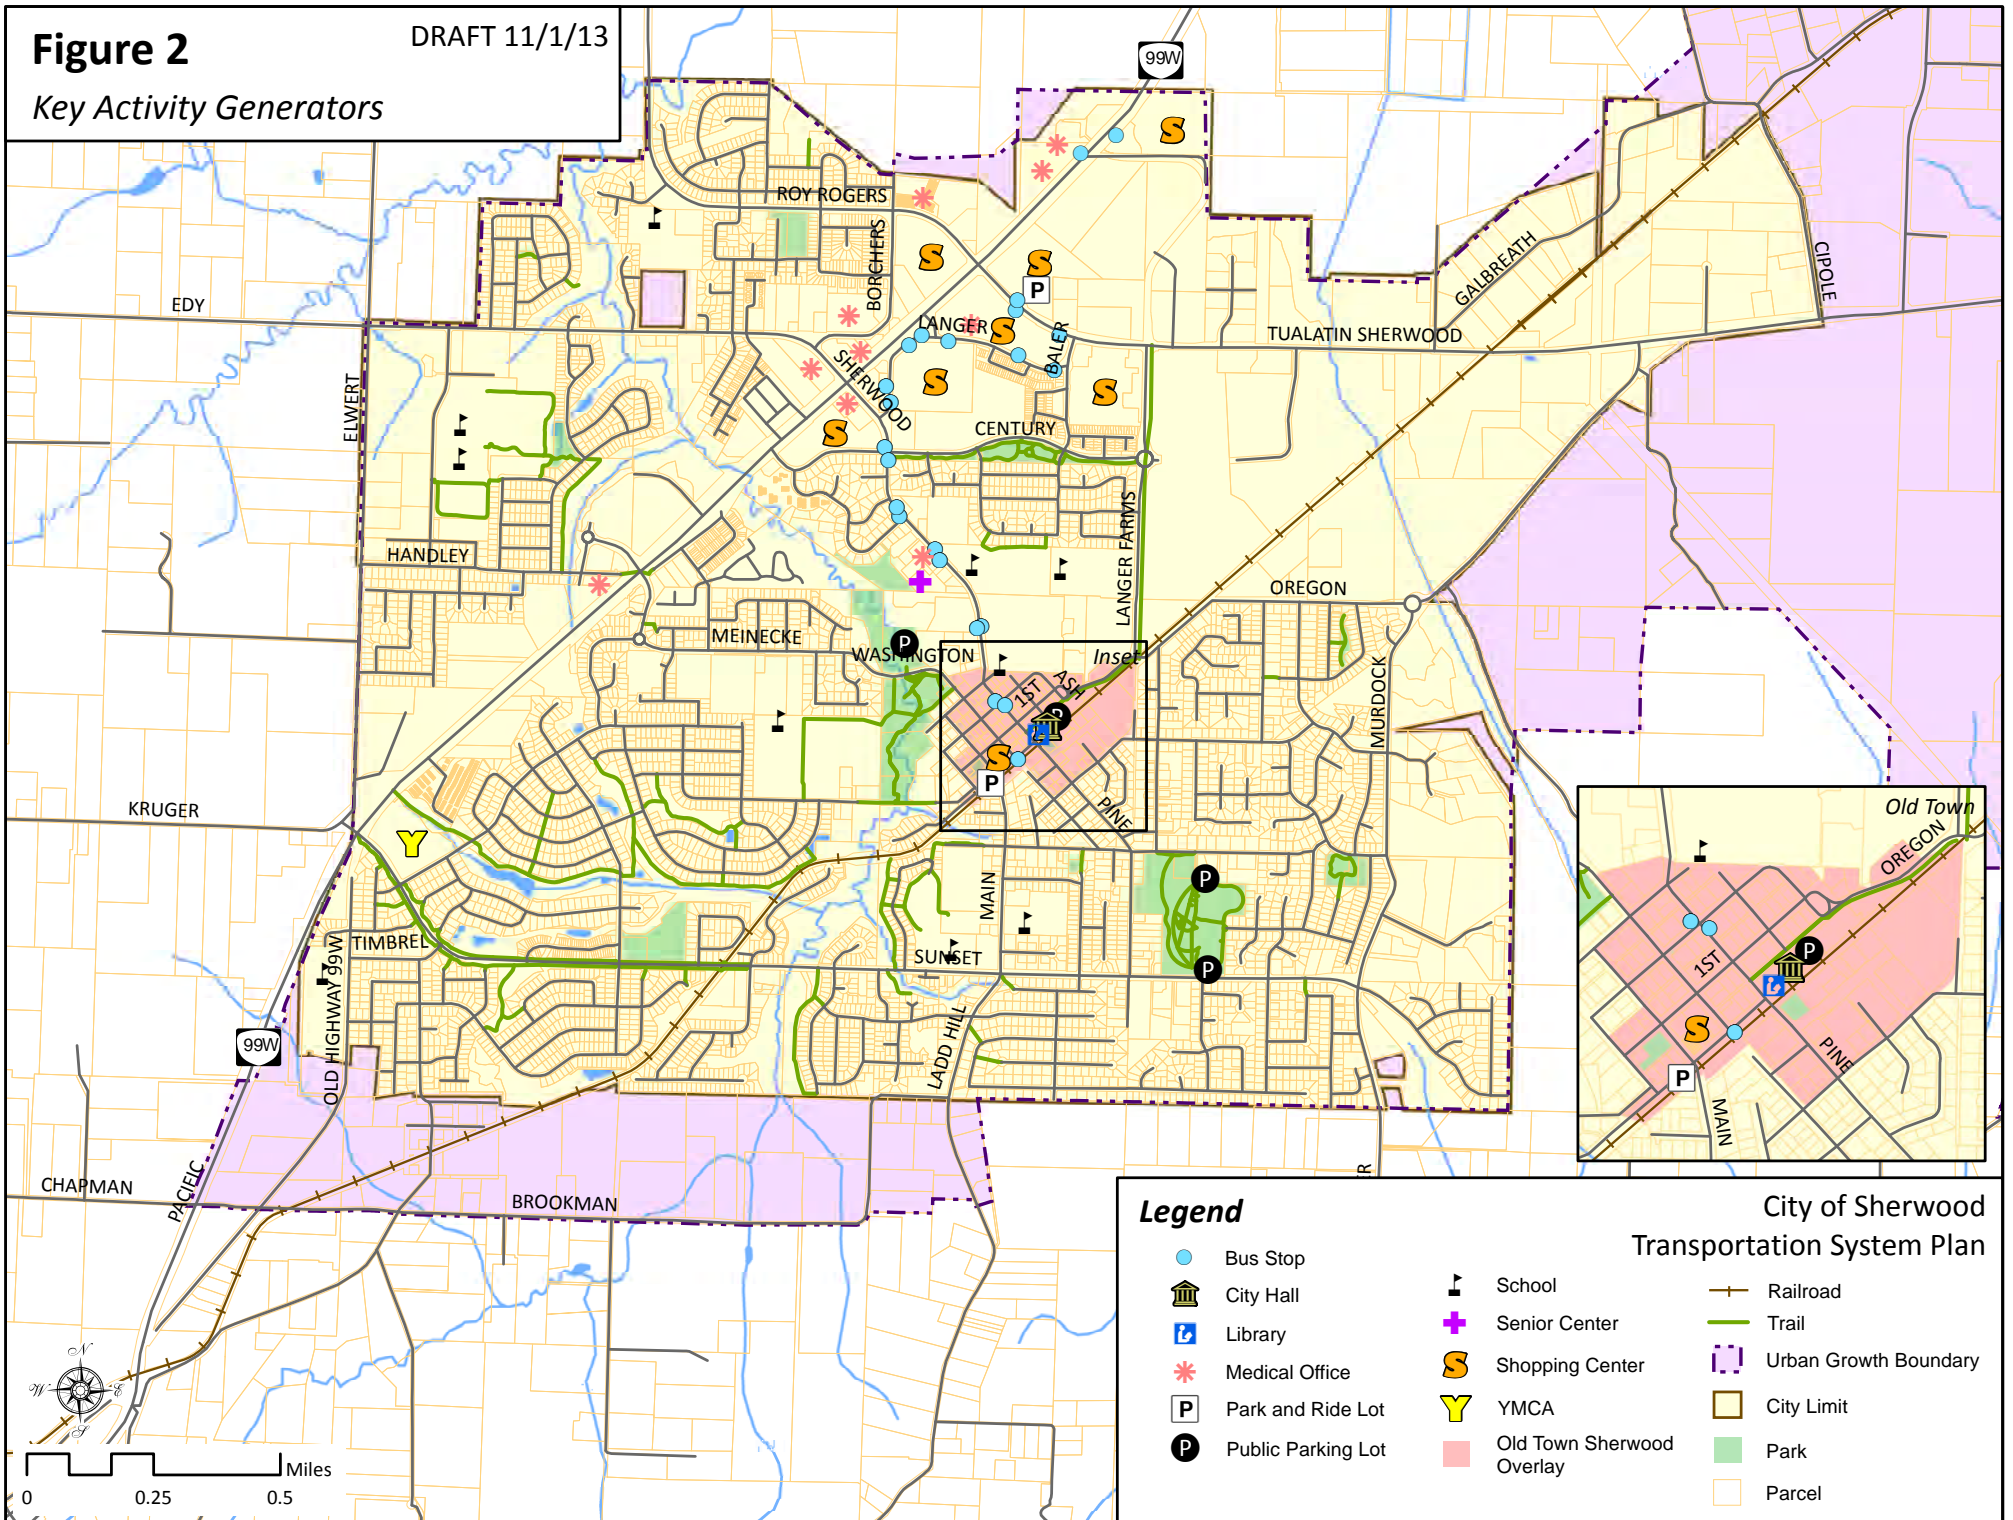 Figure 2
DRAFT 11/1/13
Key Activity Generators
99W
ROY ROGERS
BORCHERS
EDY
LANGER
BALER
TUALATIN SHERWOOD
GALBREATH
CIPOLE
ELWERT
SHERWOOD
CENTURY
HANDLEY
LANGER FARMS
OREGON
MEINECKE
WASHINGTON
Inset
1ST
ASH
MURDOCK
KRUGER
PINE
MAIN
TIMBREL
SUNSET
OLD HIGHWAY 99W
99W
LADD HILL
Old Town
OREGON
1ST
PINE
MAIN
CHAPMAN
PACIFIC
BROOKMAN
ER
P
P
P
P
P
P
P
P
Y
N
W
E
S
Miles
0
0.25
0.5
Legend
City of Sherwood
Transportation System Plan
Bus Stop
City Hall
Library
Medical Office
P Park and Ride Lot
P Public Parking Lot
School
Senior Center
S Shopping Center
Y YMCA
Old Town Sherwood
Overlay
Railroad
Trail
Urban Growth Boundary
City Limit
Park
Parcel